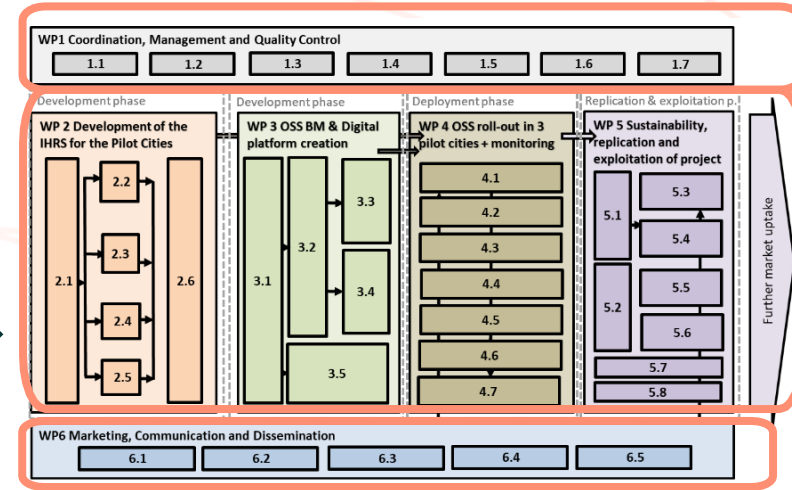 WP1 Coordination, Management and Quality Control
1.1 1.2 1.3 1.4 1.5 1.6 1.7
Development phase
Development phase
Deployment phase
Replication & exploitation p.
WP 2 Development of the
IHRS for the Pilot Cities
2.1
2.2
2.3
2.4
2.5
2.6
WP 3 OSS BM & Digital
platform creation
3.1
3.2
3.3
3.4
3.5
WP 4 OSS roll-out in 3
pilot cities + monitoring
4.1
4.2
4.3
4.4
4.5
4.6
4.7
WP 5 Sustainability,
replication and
exploitation of project
5.1
5.2
5.3
5.4
5.5
5.6
5.7
5.8
Further market uptake
WP6 Marketing, Communication and Dissemination
6.1 6.2 6.3 6.4 6.5